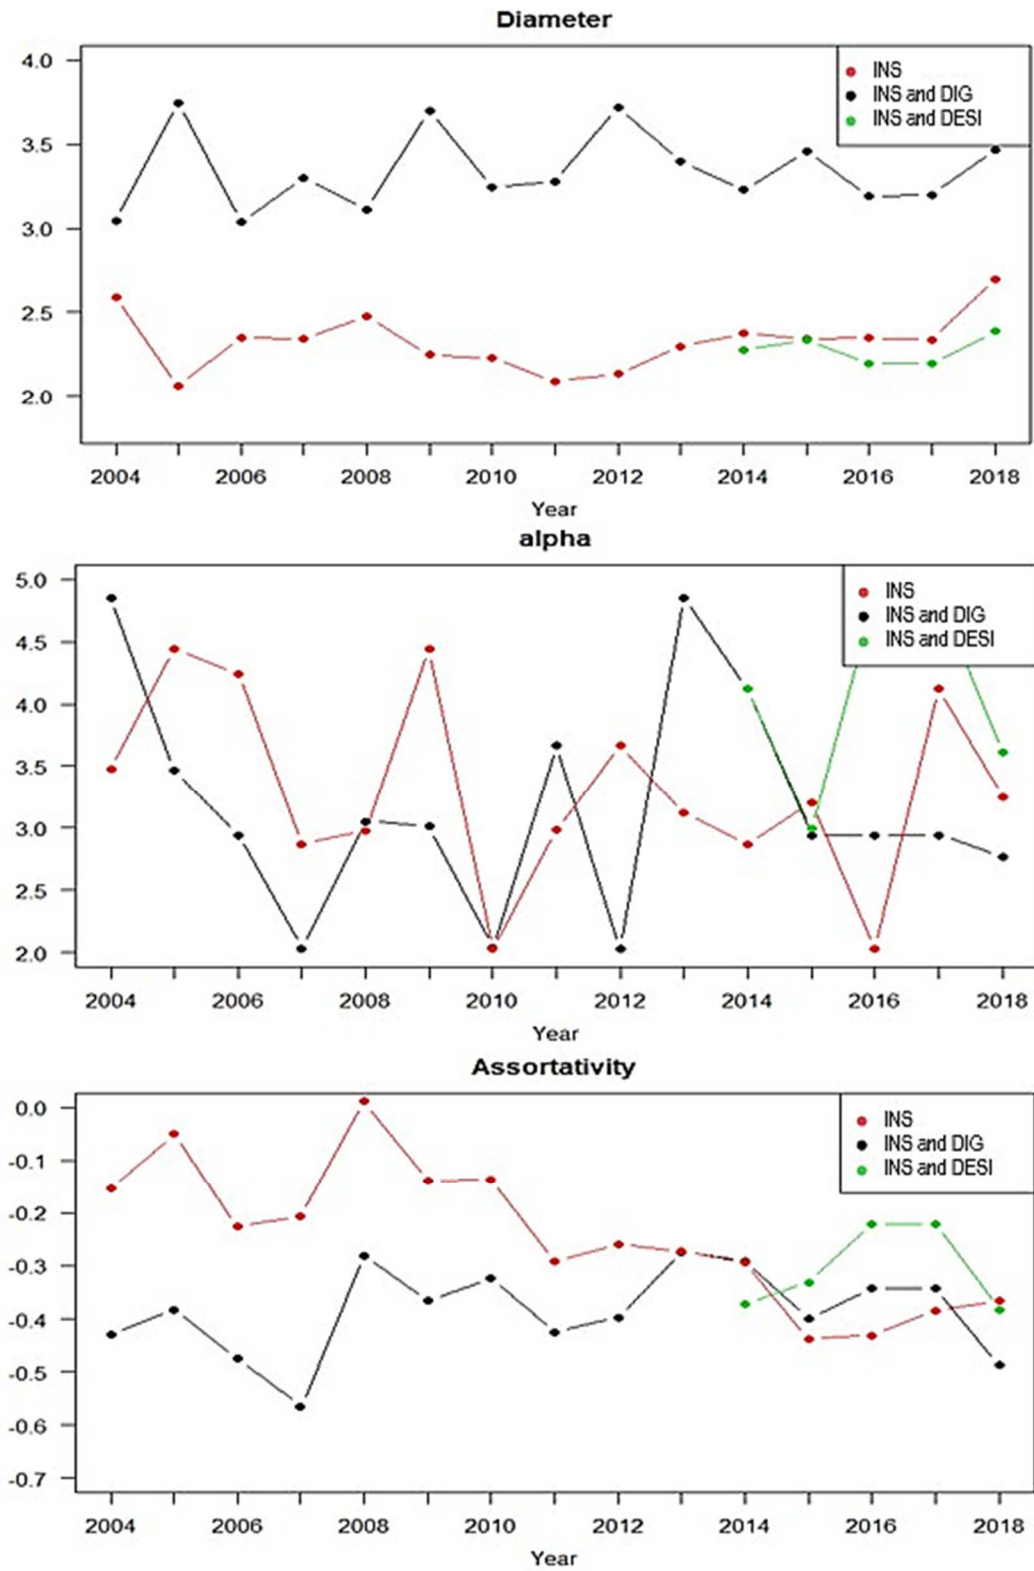 Diameter
4.0
3.5
3.0
2.5
2.0
INS
INS and DIG
INS and DESI
2004 2006 2008 2010 2012 2014 2016 2018
Year
alpha
5.0
4.5
4.0
3.5
3.0
2.5
2.0
INS
INS and DIG
INS and DESI
2004 2006 2008 2010 2012 2014 2016 2018
Year
Assortativity
0.0
-0.1
-0.2
-0.3
-0.4
-0.5
-0.6
-0.7
INS
INS and DIG
INS and DESI
2004 2006 2008 2010 2012 2014 2016 2018
Year